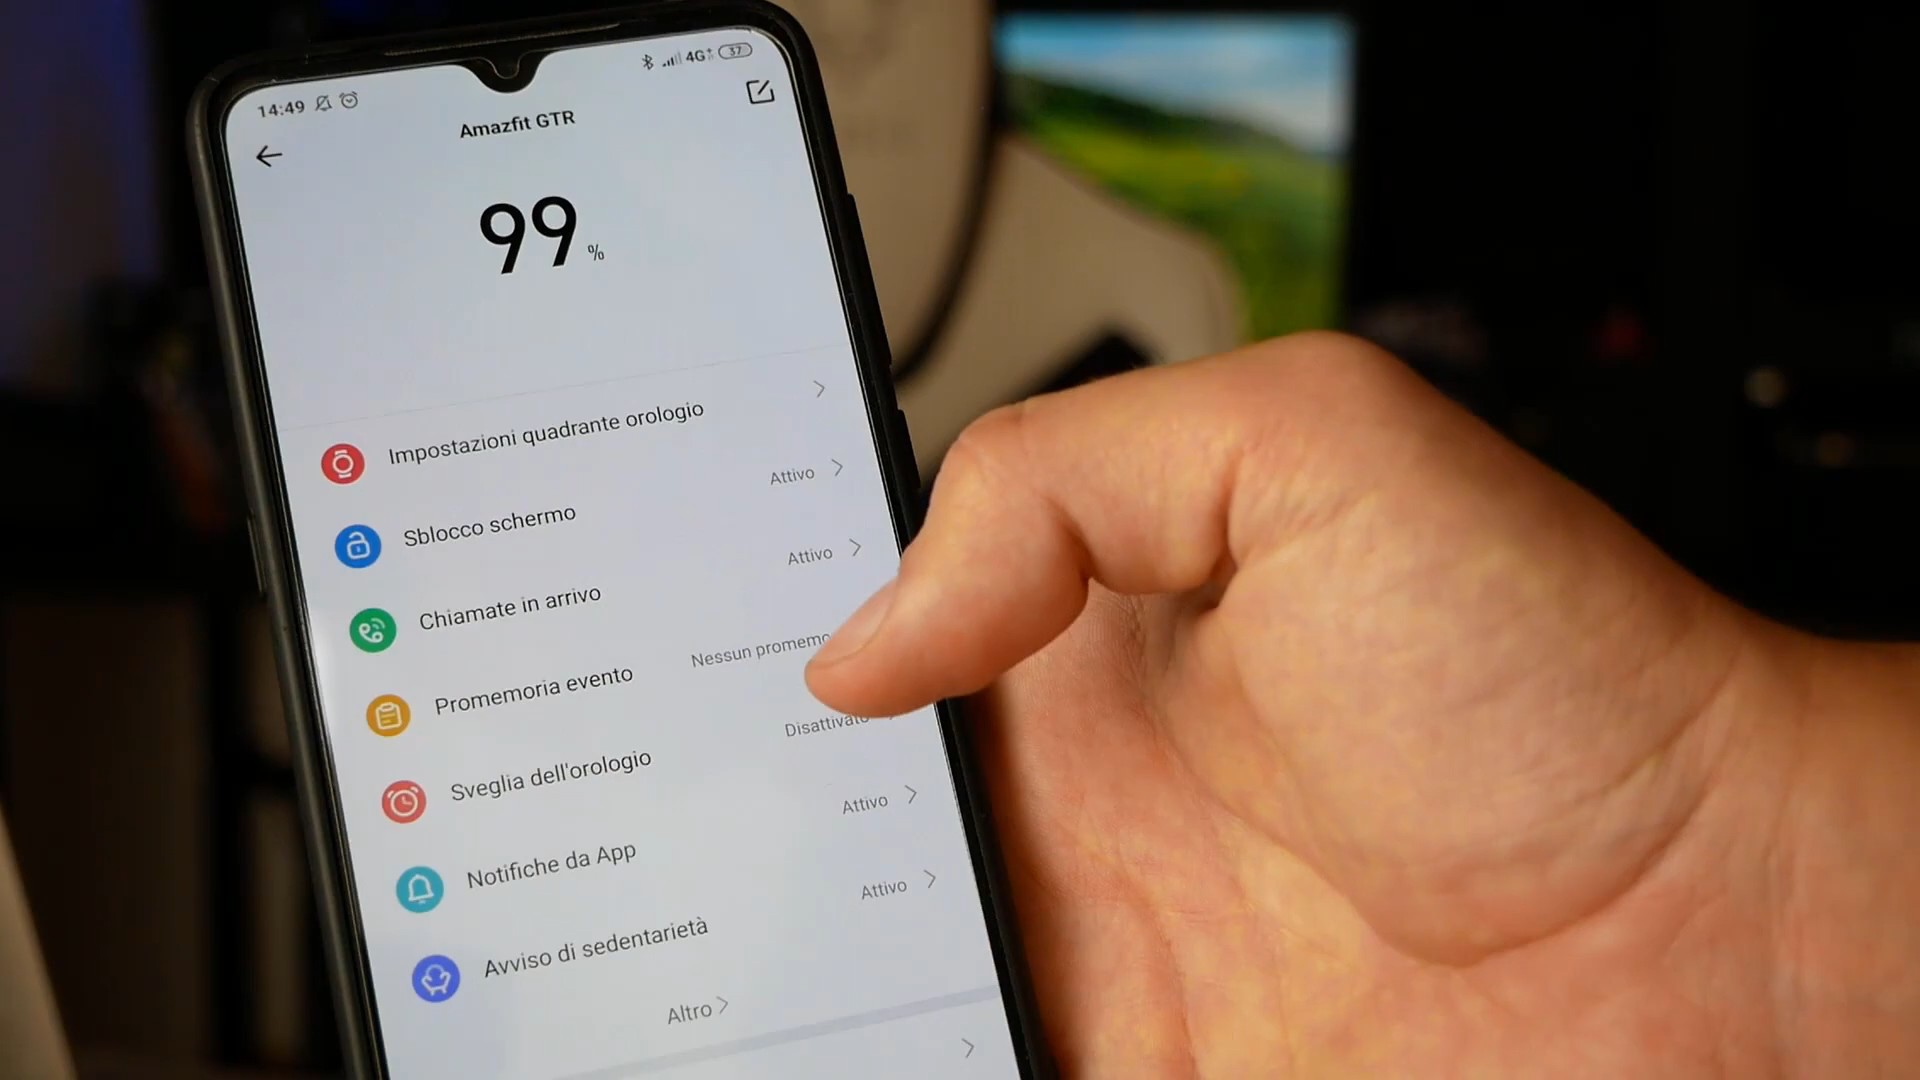 14:49 4G+ 37
Amazfit GTR
99 %
Impostazioni quadrante orologio
Sblocco schermo Attivo
Chiamate in arrivo Attivo
Promemoria evento Nessun
Sveglia dell'orologio
Notifiche da App Attivo
Avviso di sedentarietà Attivo
Altro